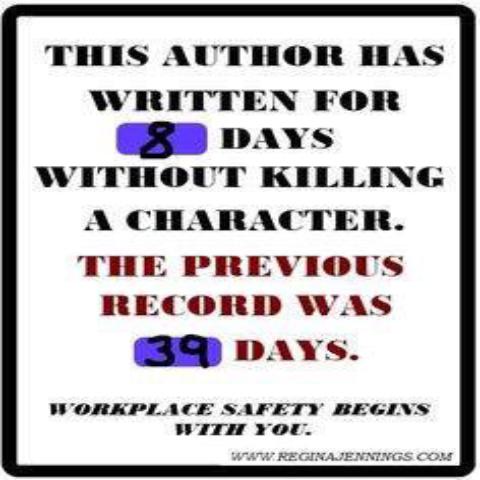 THIS AUTHOR HAS
WRITTEN FOR
8 DAYS
WITHOUT KILLING
A CHARACTER.
THE PREVIOUS
RECORD WAS
39 DAYS.
WORKPLACE SAFETY BEGINS
WITH YOU.
WWW.REGINAJENNINGS.COM